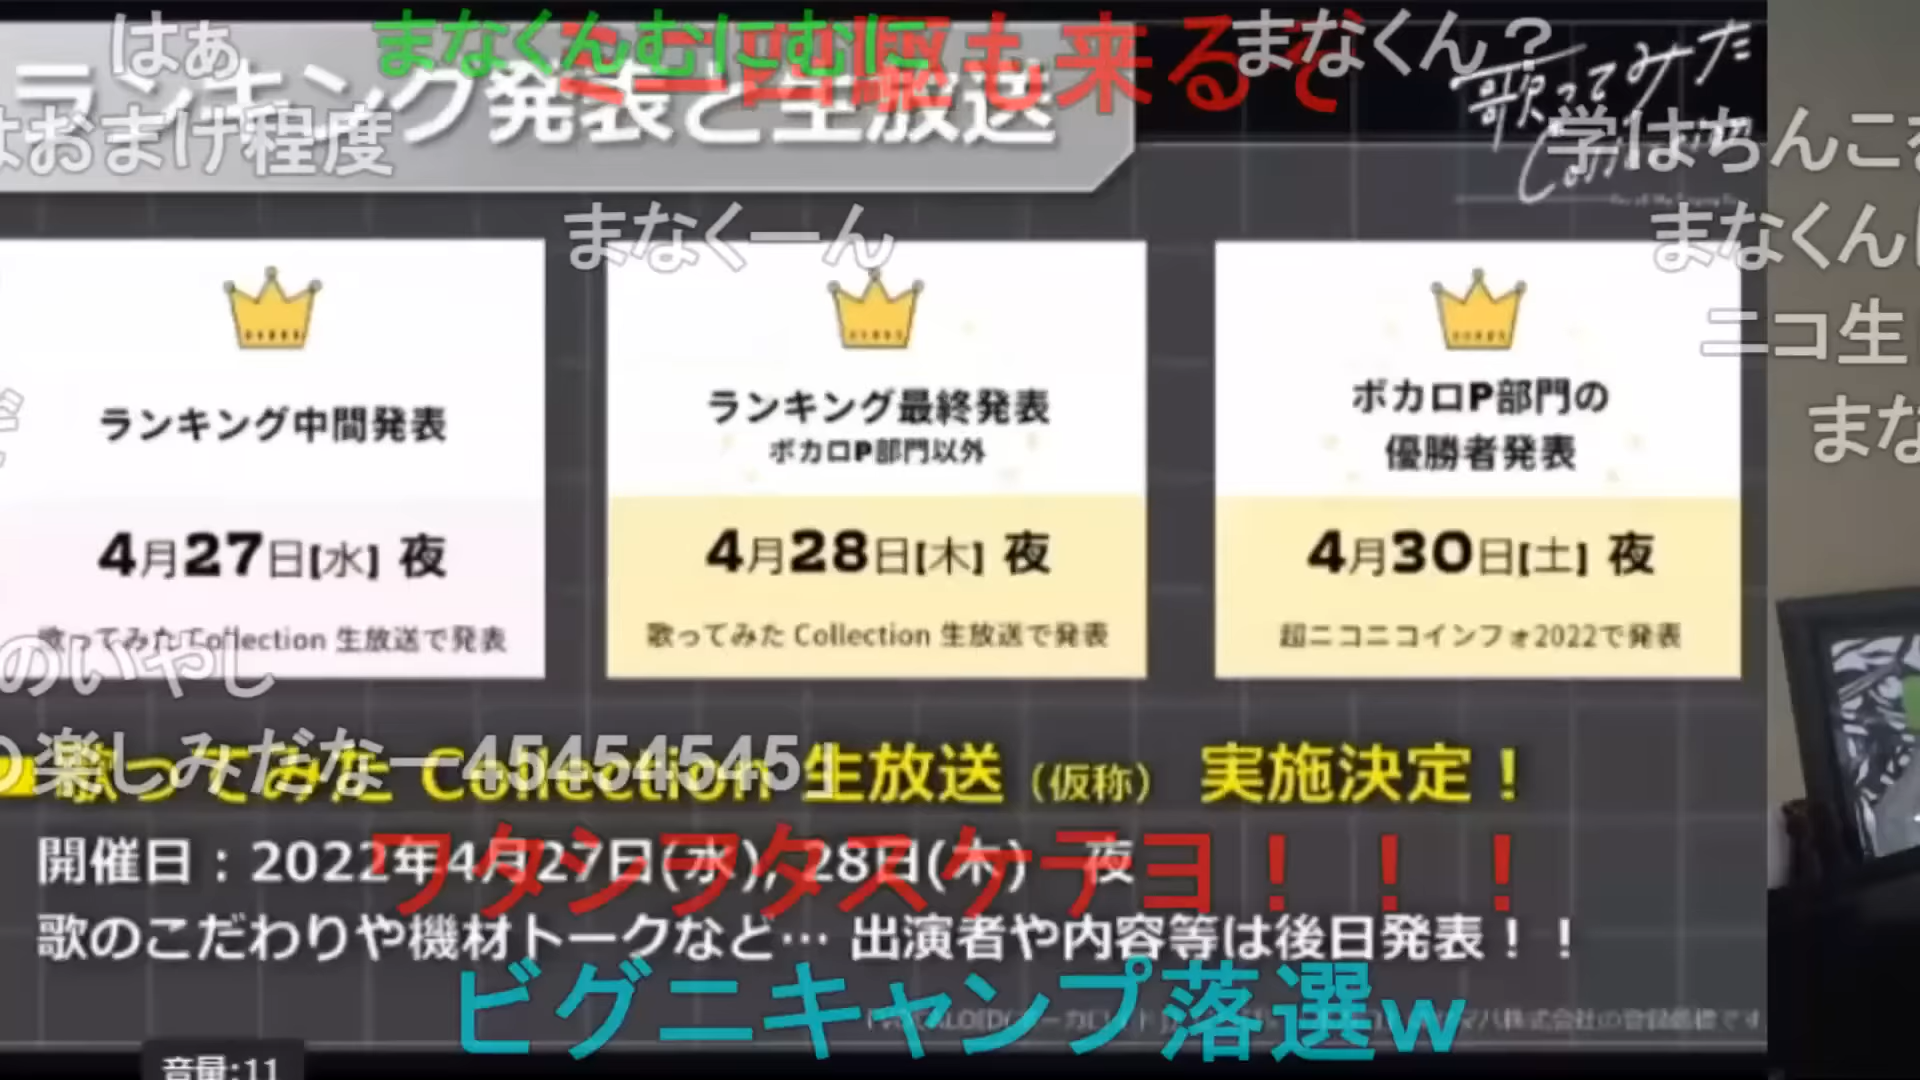 はぁ
まなくんむにむに
も来るぞ
まなくん？
歌ってみた
ランキング発表と生放送
はおまけ程度
学はちんこを
まなくーん
まなくんに
ニコ生
まな
ランキング中間発表
4月27日[水] 夜
歌ってみた Collection 生放送で発表
ランキング最終発表
ボカロP部門以外
4月28日[木] 夜
歌ってみた Collection 生放送で発表
ボカロP部門の
優勝者発表
4月30日[土] 夜
超ニコニコインフォ2022で発表
のいやし
楽しみだなー45454545
歌ってみた Collection 生放送（仮称） 実施決定！
開催日：2022年4月27日(水), 28日(木)　夜
ワタシヲタスケテヨ！！！
歌のこだわりや機材トークなど… 出演者や内容等は後日発表！！
ビグニキャンプ落選w
音量:11